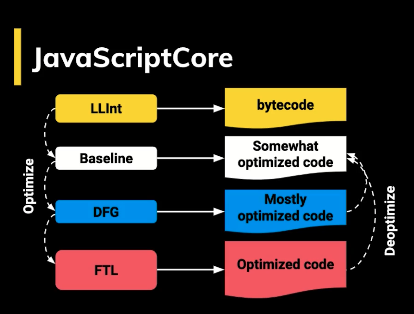 JavaScriptCore
LLInt
bytecode
Baseline
Somewhat
optimized code
Optimize
DFG
Mostly
optimized code
Deoptimize
FTL
Optimized code